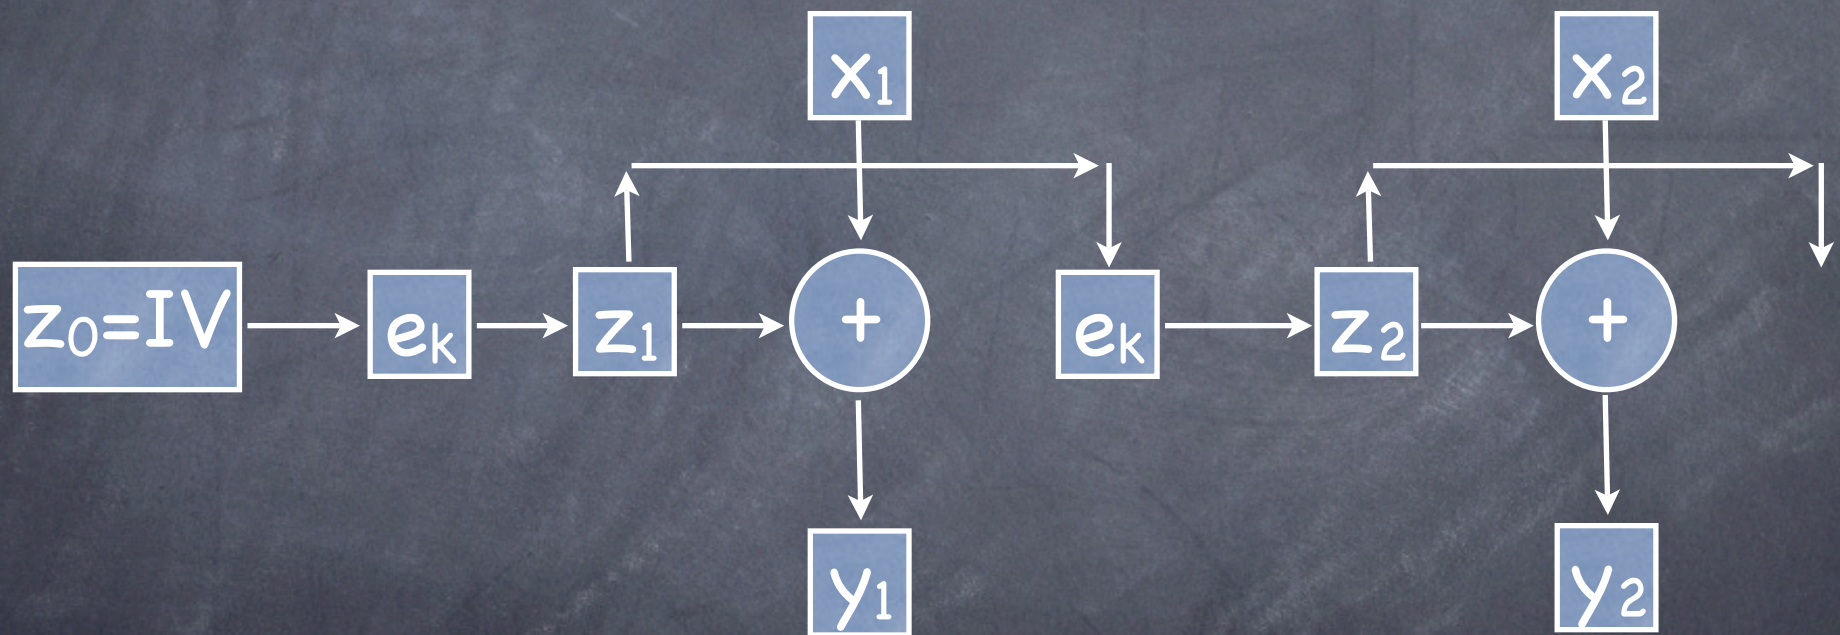 x₁
x₂
z₀=IV
eₖ
z₁
+
eₖ
z₂
+
y₁
y₂